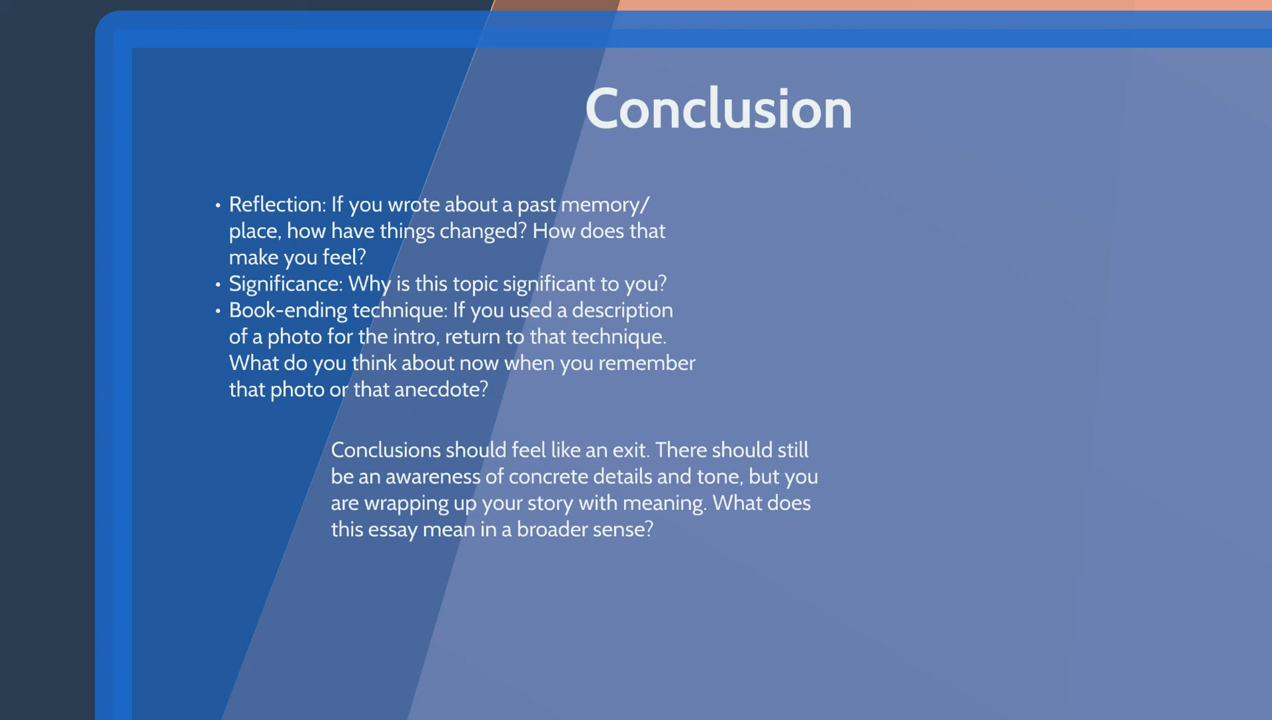 Conclusion
• Reflection: If you wrote about a past memory/
place, how have things changed? How does that
make you feel?
• Significance: Why is this topic significant to you?
• Book-ending technique: If you used a description
of a photo for the intro, return to that technique.
What do you think about now when you remember
that photo or that anecdote?
Conclusions should feel like an exit. There should still
be an awareness of concrete details and tone, but you
are wrapping up your story with meaning. What does
this essay mean in a broader sense?